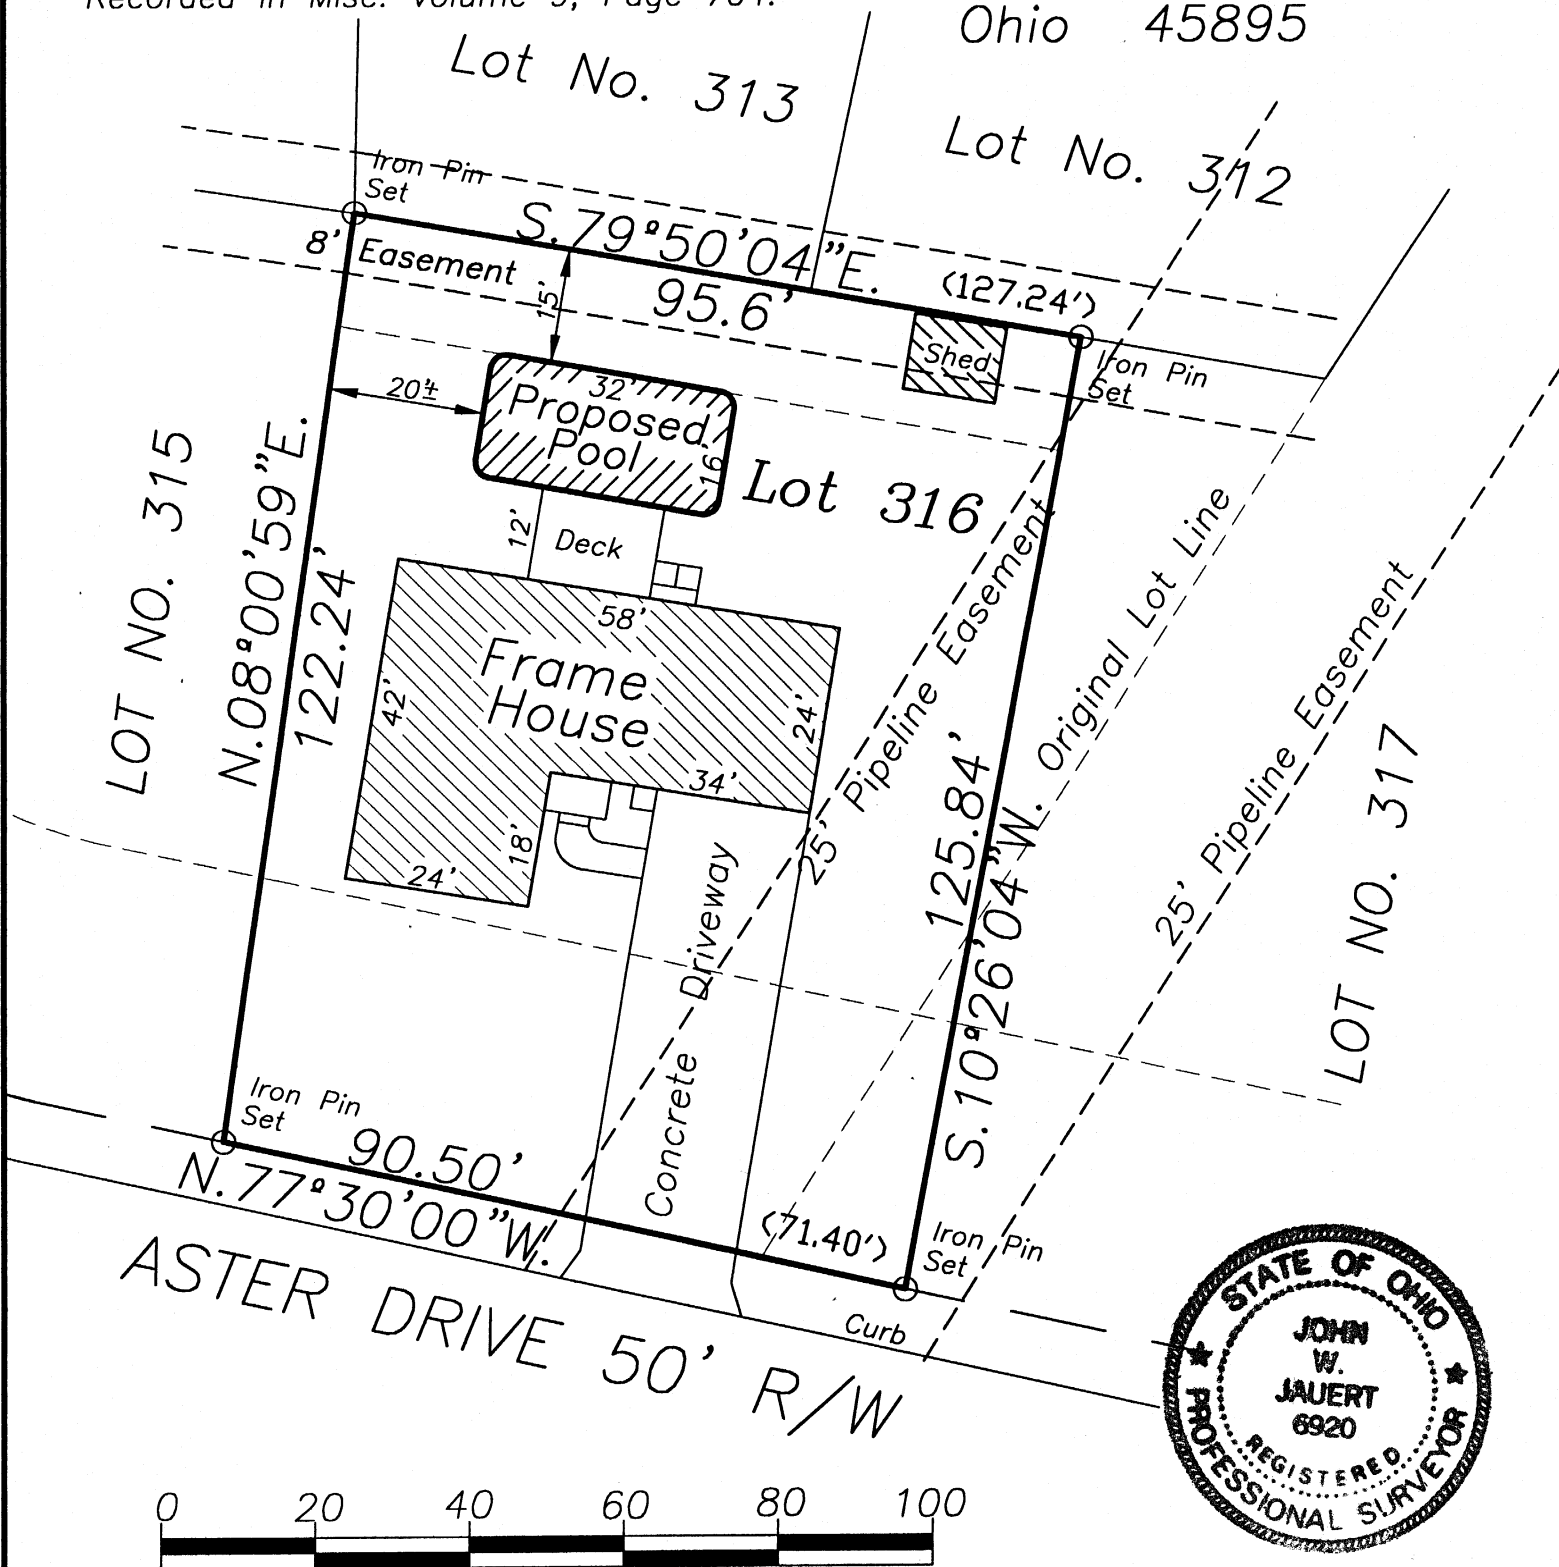 Recorded in Misc. Volume
Ohio 45895
Lot No. 313
Lot No. 312
Iron Pin
Set
S.79°50'04"E.
8' Easement
95.6'
(127.24')
15'
Shed
Iron Pin
Set
20'±
32'
Proposed
Pool
16'
Lot 316
12'
Deck
LOT NO. 315
N.08°00'59"E.
122.24'
58'
Frame
House
42'
24'
34'
18'
24'
25' Pipeline Easement
Original Lot Line
25' Pipeline Easement
125.84'
S.10°26'04"W.
LOT NO. 317
Concrete Driveway
Iron Pin
Set
90.50'
N.77°30'00"W.
(71.40')
Iron Pin
Set
Curb
ASTER DRIVE 50' R/W
STATE OF OHIO
JOHN
W.
JAUERT
6920
REGISTERED
PROFESSIONAL SURVEYOR
0 20 40 60 80 100